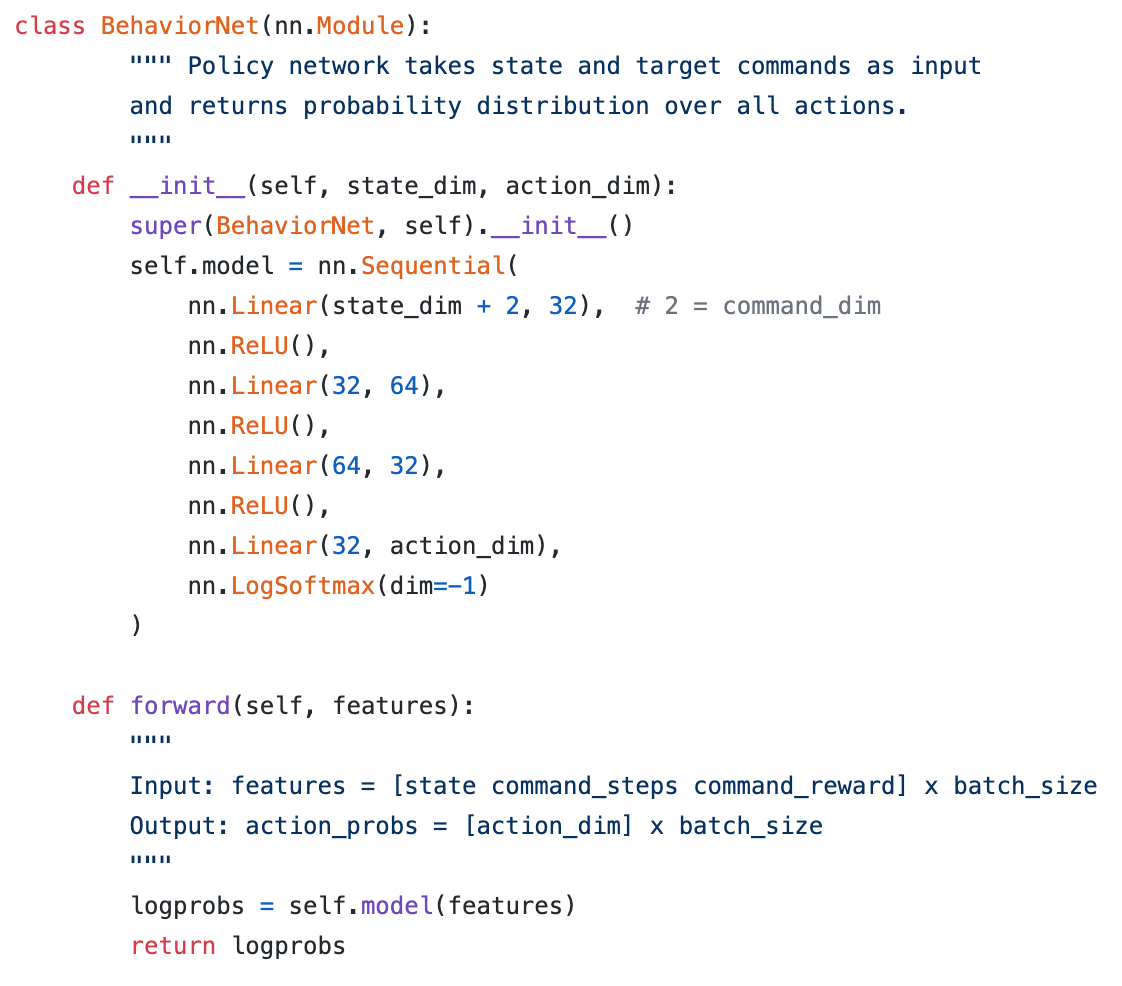 class BehaviorNet(nn.Module):
        """ Policy network takes state and target commands as input
        and returns probability distribution over all actions.
        """
    def __init__(self, state_dim, action_dim):
        super(BehaviorNet, self).__init__()
        self.model = nn.Sequential(
            nn.Linear(state_dim + 2, 32),  # 2 = command_dim
            nn.ReLU(),
            nn.Linear(32, 64),
            nn.ReLU(),
            nn.Linear(64, 32),
            nn.ReLU(),
            nn.Linear(32, action_dim),
            nn.LogSoftmax(dim=-1)
        )

    def forward(self, features):
        """
        Input: features = [state command_steps command_reward] x batch_size
        Output: action_probs = [action_dim] x batch_size
        """
        logprobs = self.model(features)
        return logprobs